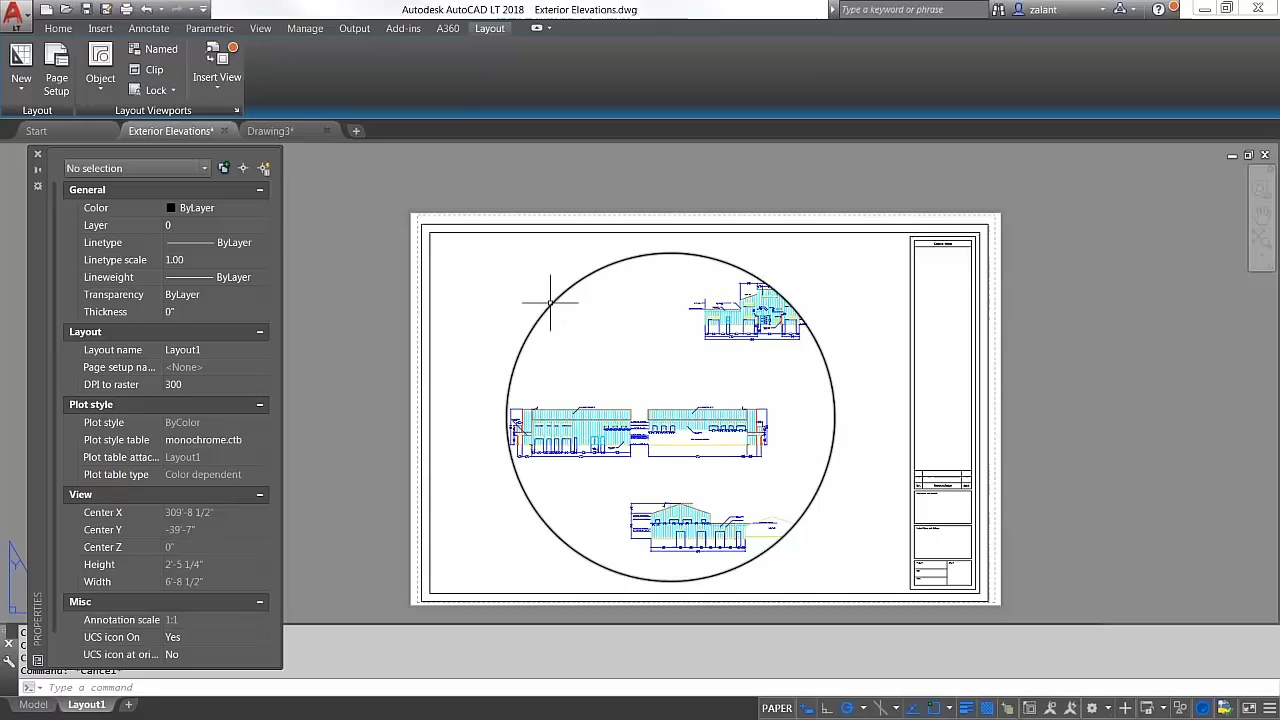 Autodesk AutoCAD LT 2018 Exterior Elevations.dwg
Type a keyword or phrase
zalant
LT
Home Insert Annotate Parametric View Manage Output Add-ins A360 Layout
New
Page
Setup
Object
Named
Clip
Lock
Insert View
Layout Layout Viewports
Start Exterior Elevations* Drawing3*
No selection
General
Color ByLayer
Layer 0
Linetype ByLayer
Linetype scale 1.00
Lineweight ByLayer
Transparency ByLayer
Thickness 0"
Layout
Layout name Layout1
Page setup na... <None>
DPI to raster 300
Plot style
Plot style ByColor
Plot style table monochrome.ctb
Plot table attac... Layout1
Plot table type Color dependent
View
Center X 309'-8 1/2"
Center Y -39'-7"
Center Z 0"
Height 2'-5 1/4"
Width 6'-8 1/2"
Misc
Annotation scale 1:1
UCS icon On Yes
UCS icon at ori... No
PROPERTIES
Command: *Cancel*
Type a command
Model Layout1
PAPER